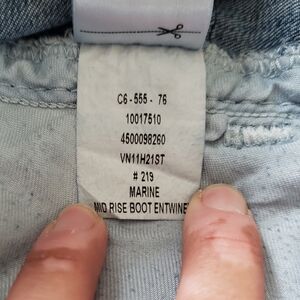 C6 - 555 - 76
10017510
4500098260
VN11H21ST
# 219
MARINE
MID RISE BOOT ENTWINE